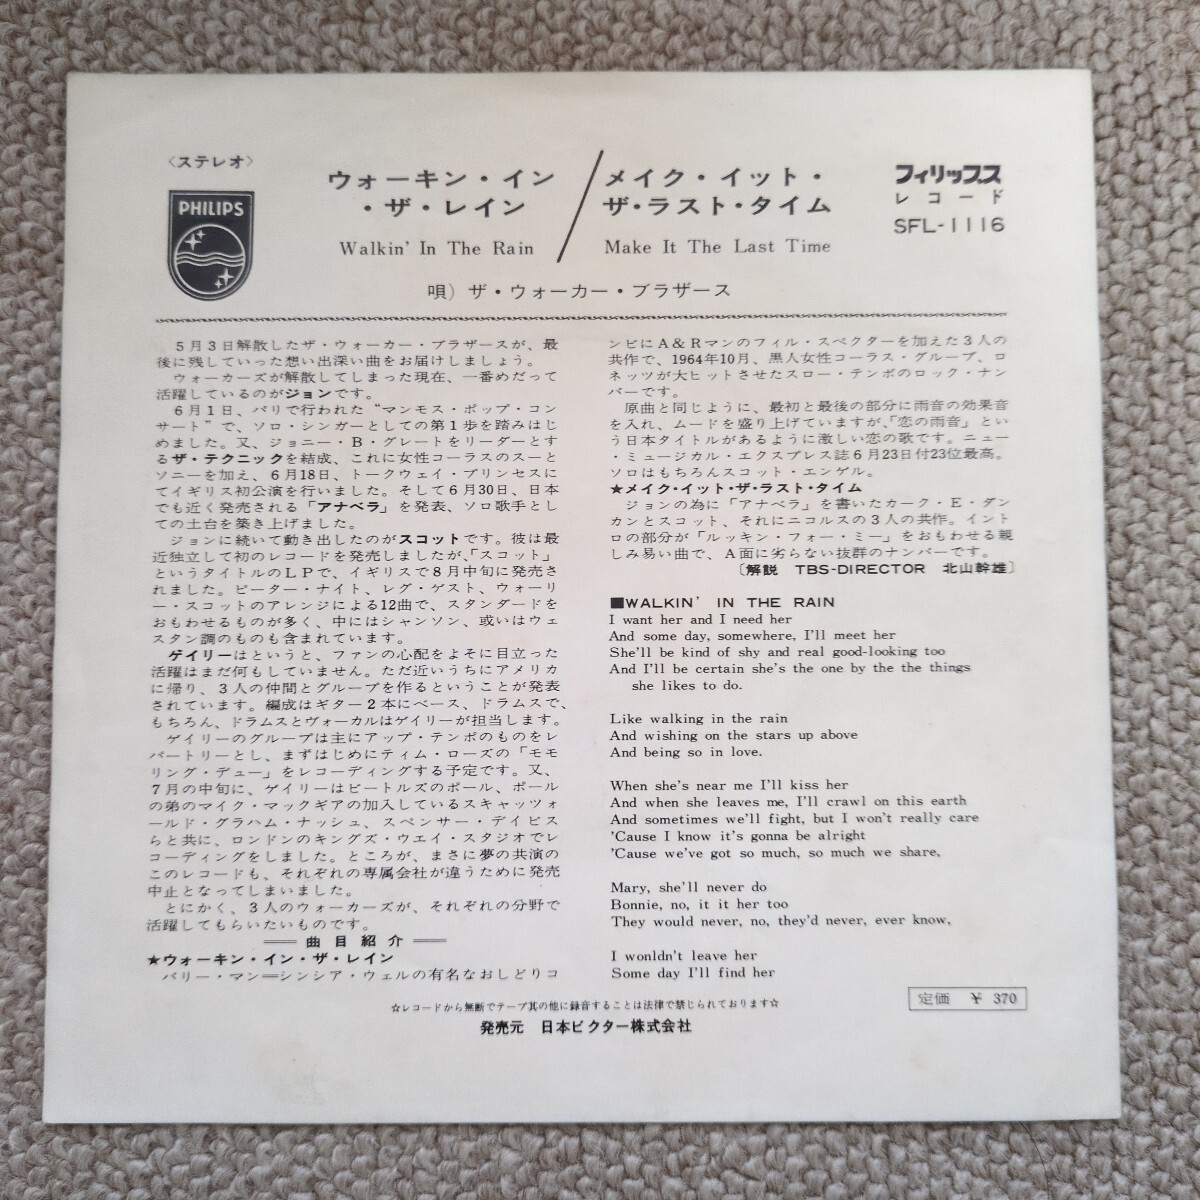 〈ステレオ〉
PHILIPS
ウォーキン・イン
・ザ・レイン
Walkin' In The Rain
メイク・イット・
ザ・ラスト・タイム
Make It The Last Time
フィリップス
レコード
SFL-1116
唄）ザ・ウォーカー・ブラザース
5月3日解散したザ・ウォーカー・ブラザースが、最
後に残していった想い出深い曲をお届けしましょう。
ウォーカーズが解散してしまった現在、一番めだって
活躍しているのがジョンです。
6月1日、パリで行われた“マンモス・ポップ・コン
サート”で、ソロ・シンガーとしての第1歩を踏みはじ
めました。又、ジョニー・B・グレートをリーダーとす
るザ・テクニックを結成、これに女性コーラスのスーと
ソニーを加え、6月18日、トークウェイ・プリンセスに
てイギリス初公演を行いました。そして6月30日、日本
でも近く発売される「アナベラ」を発表、ソロ歌手とし
ての土台を築き上げました。
ジョンに続いて動き出したのがスコットです。彼は最
近独立して初のレコードを発売しましたが、「スコット」
というタイトルのLPで、イギリスで8月中旬に発売さ
れました。ピーター・ナイト、レグ・ゲスト、ウォーリ
ー・スコットのアレンジによる12曲で、スタンダードを
おもわせるものが多く、中にはシャンソン、或いはウェ
スタン調のものも含まれています。
ゲイリーはというと、ファンの心配をよそに目立った
活躍はまだ何もしていません。ただ近いうちにアメリカ
に帰り、3人の仲間とグループを作るということが発表
されています。編成はギター2本にベース、ドラムスで、
もちろん、ドラムスとヴォーカルはゲイリーが担当します。
ゲイリーのグループは主にアップ・テンポのものをレ
パートリーとし、まずはじめにティム・ローズの「モモ
リング・デュー」をレコーディングする予定です。又、
7月の中旬に、ゲイリーはビートルズのポール、ポール
の弟のマイク・マックギアの加入しているスキャッツォ
ールド・グラハム・ナッシュ、スペンサー・デイビス
らと共に、ロンドンのキングズ・ウエイ・スタジオでレ
コーディングをしました。ところが、まさに夢の共演の
このレコードも、それぞれの専属会社が違うために発売
中止となってしまいました。
とにかく、3人のウォーカーズが、それぞれの分野で
活躍してもらいたいものです。
曲目紹介
★ウォーキン・イン・ザ・レイン
バリー・マン＝シンシア・ウェルの有名なおしどりコ
ンビにA＆Rマンのフィル・スペクターを加えた3人の
共作で、1964年10月、黒人女性コーラス・グループ、ロ
ネッツが大ヒットさせたスロー・テンポのロック・ナン
バーです。
原曲と同じように、最初と最後の部分に雨音の効果音
を入れ、ムードを盛り上げていますが、「恋の雨音」とい
う日本タイトルがあるように激しい恋の歌です。ニュー
・ミュージカル・エクスプレス誌6月23日付23位最高。
ソロはもちろんスコット・エンゲル。
★メイク・イット・ザ・ラスト・タイム
ジョンの為に「アナベラ」を書いたカーク・E・ダン
カンとスコット、それにニコルスの3人の共作。イント
ロの部分が「ルッキン・フォー・ミー」をおもわせる親
しみ易い曲で、A面に劣らない抜群のナンバーです。
〔解説 TBS-DIRECTOR 北山幹雄〕
■WALKIN' IN THE RAIN
I want her and I need her
And some day, somewhere, I'll meet her
She'll be kind of shy and real good-looking too
And I'll be certain she's the one by the the things
she likes to do.
Like walking in the rain
And wishing on the stars up above
And being so in love.
When she's near me I'll kiss her
And when she leaves me, I'll crawl on this earth
And sometimes we'll fight, but I won't really care
'Cause I know it's gonna be alright
'Cause we've got so much, so much we share,
Mary, she'll never do
Bonnie, no, it it her too
They would never, no, they'd never, ever know,
I wouldn't leave her
Some day I'll find her
定価 ￥ 370
☆レコードから無断でテープ其の他に録音することは法律で禁じられております☆
発売元 日本ビクター株式会社